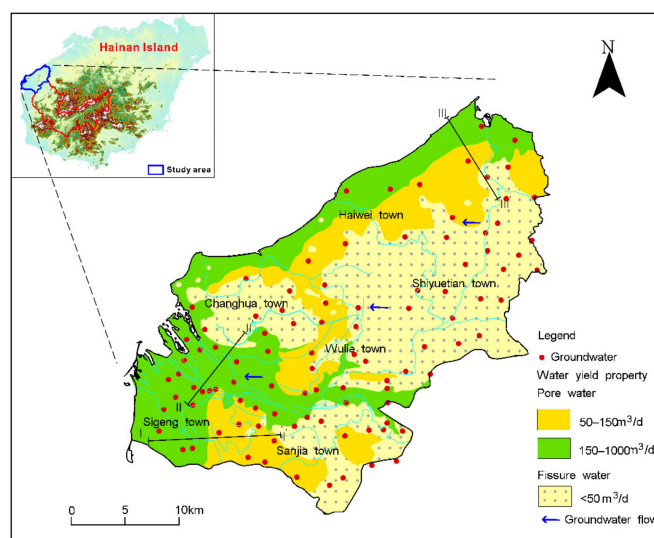 Hainan Island
Study area
III
III
Haiwei town
Shiyuetian town
Changhua town
II
Wulie town
II
Sigeng town
I
I
Sanjia town
0 10km
N
Legend
Groundwater
Water yield property
Pore water
50–150m³/d
150–1000m³/d
Fissure water
<50m³/d
Groundwater flow